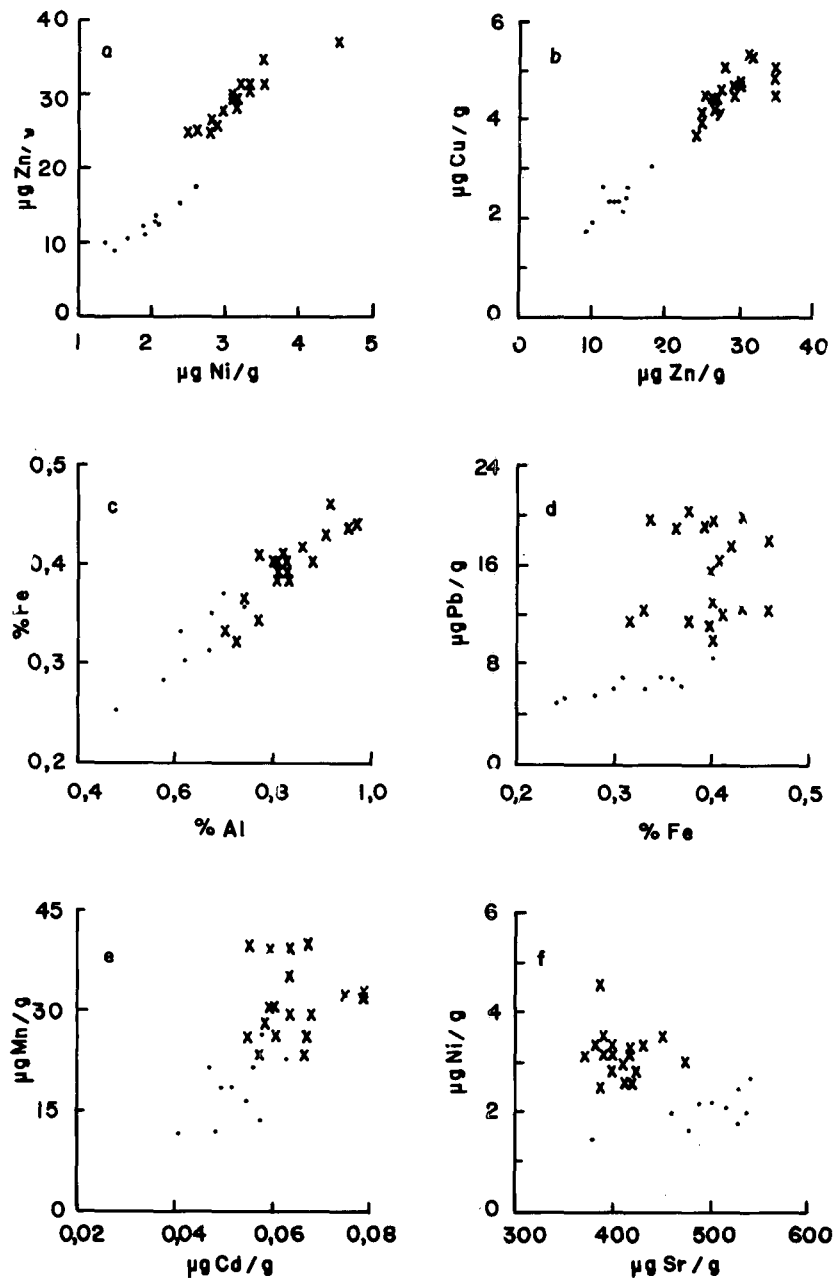 a
40
30
20
10
0
µg Zn/
1
2
3
4
5
µg Ni/g
b
6
4
2
0
µg Cu/g
0
10
20
30
40
µg Zn/g
c
0,5
0,4
0,3
0,2
%Fe
0,4
0,6
0,8
1,0
% Al
d
24
16
8
0
µg Pb/g
0,2
0,3
0,4
0,5
% Fe
e
45
30
15
0
µg Mn/g
0,02
0,04
0,06
0,08
µg Cd/g
f
6
4
2
0
µg Ni/g
300
400
500
600
µg Sr/g